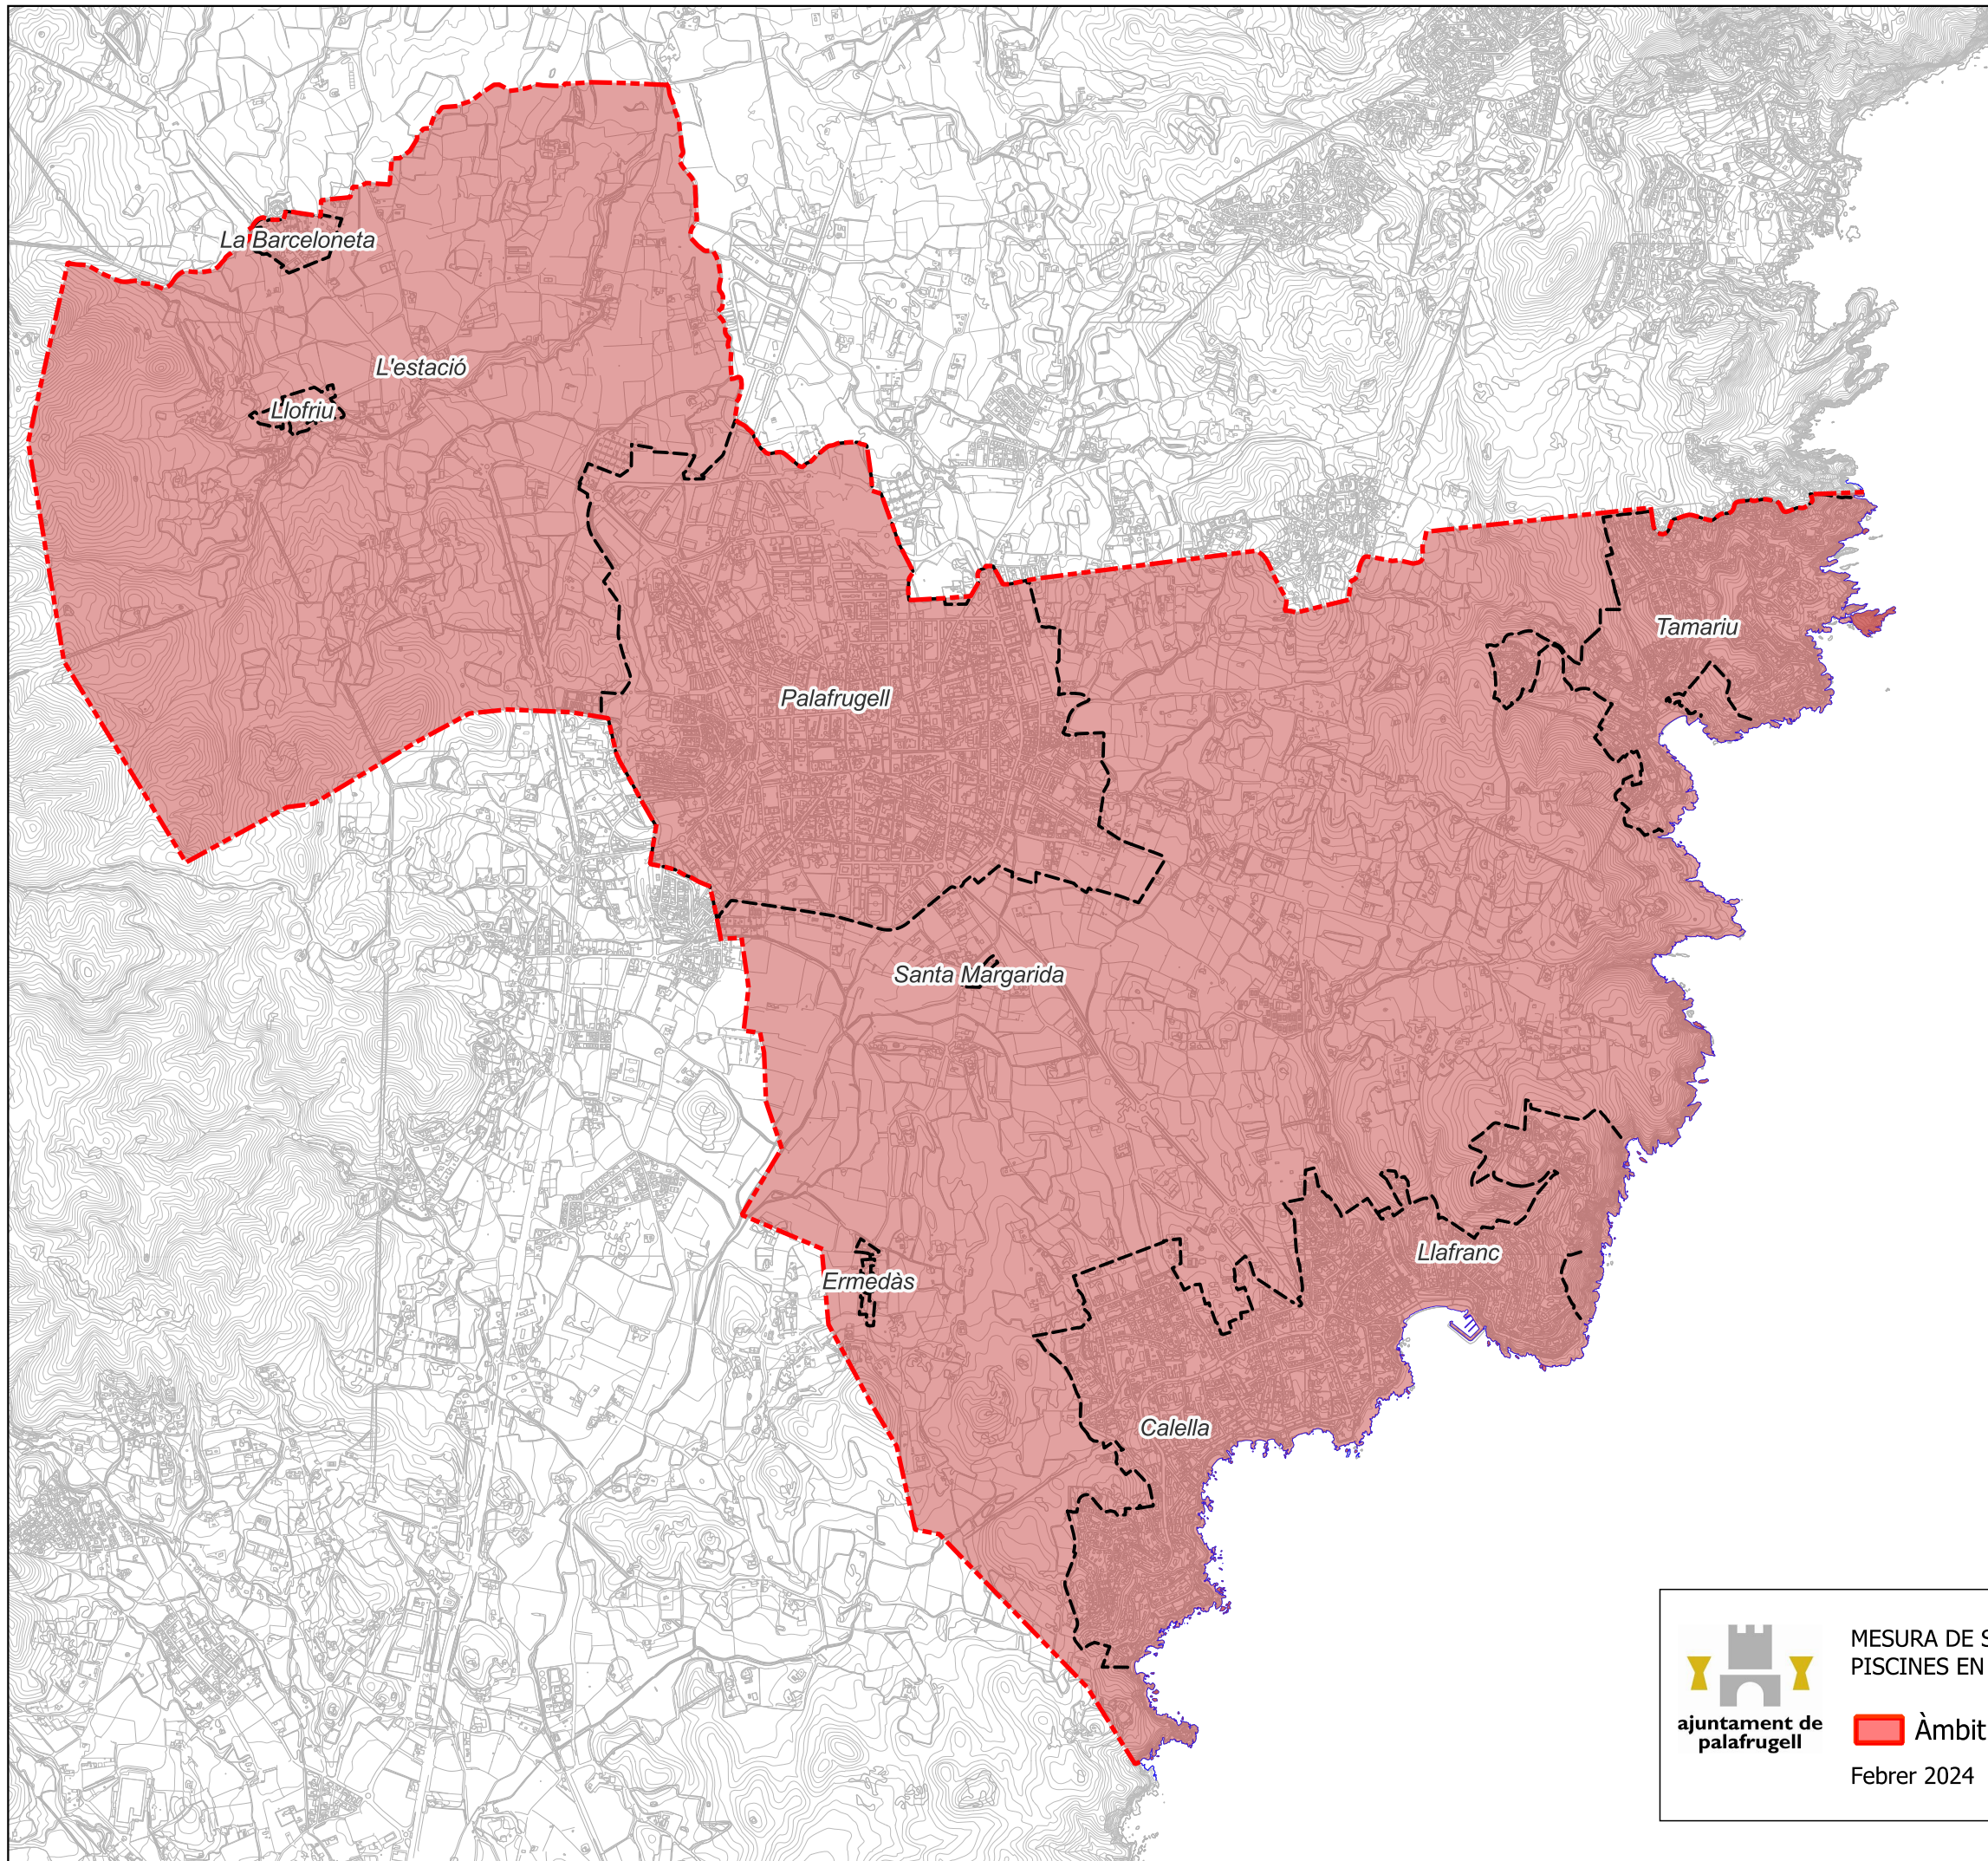 La Barceloneta
L'estació
Llofriu
Tamariu
Palafrugell
Santa Margarida
Llafranc
Ermedàs
Calella
MESURA DE
PISCINES EN
ajuntament de
palafrugell
Àmbit
Febrer 2024